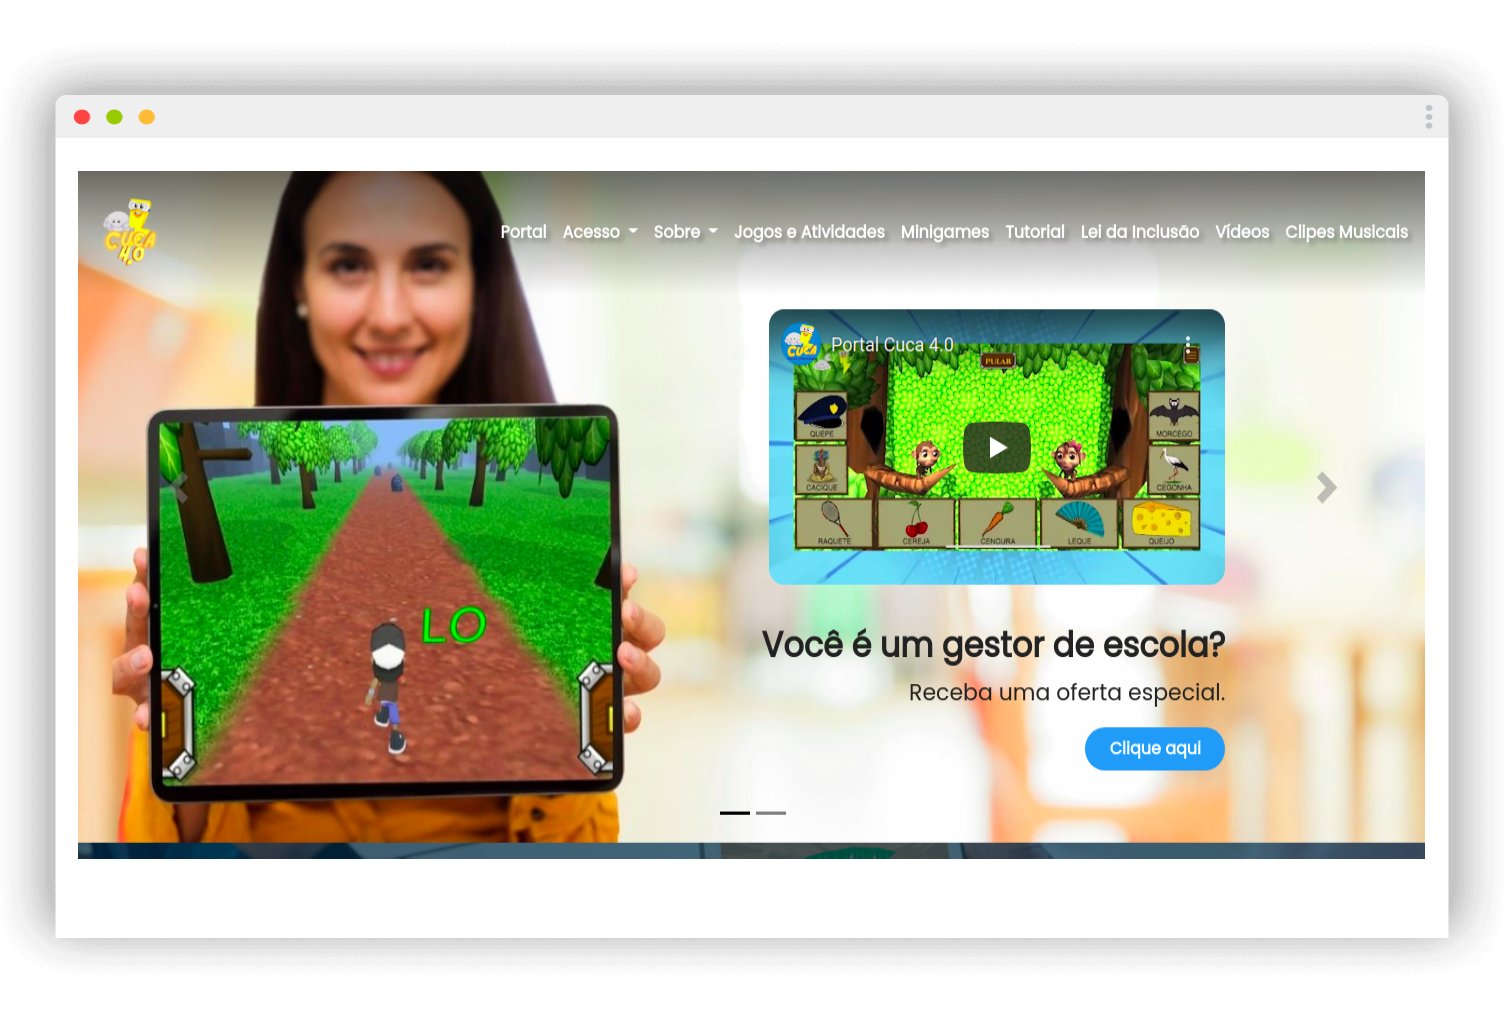 CUCA
4.0
Portal Acesso Sobre Jogos e Atividades Minigames Tutorial Lei da Inclusão Vídeos Clipes Musicais
CUCA
Portal Cuca 4.0
PULAR
QUEPE
MORCEGO
CACIQUE
CEGONHA
RAQUETE CEREJA CENOURA LEQUE QUEIJO
LO
Você é um gestor de escola?
Receba uma oferta especial.
Clique aqui